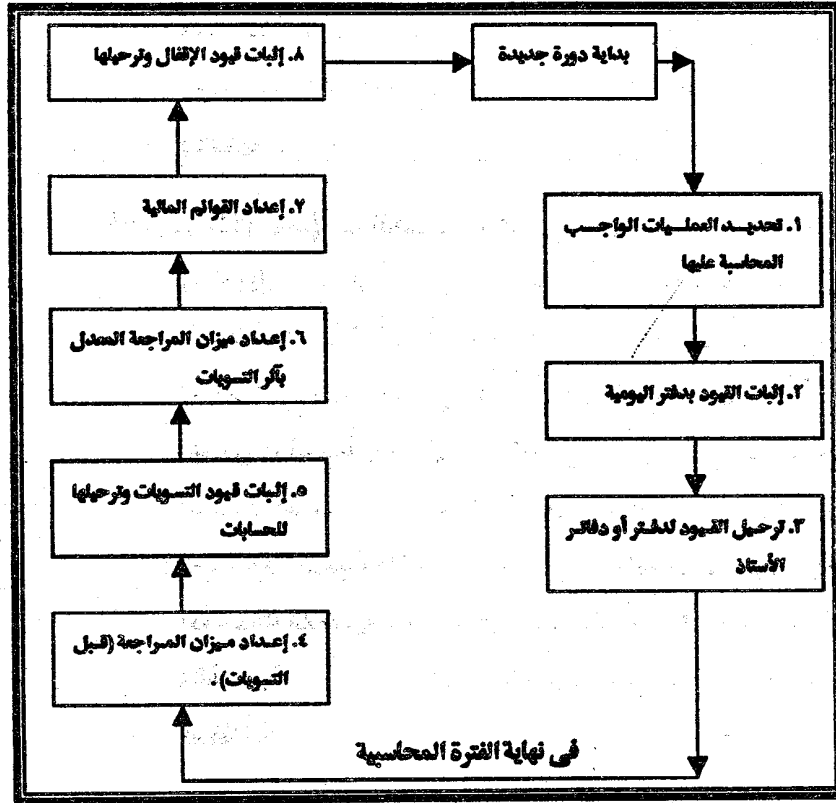 بداية دورة جديدة
١. تحديد العمليات الواجب
المحاسبة عليها
٢. إثبات القيود بدفتر اليومية
٣. ترحيل القيود لدفتر أو دفاتر
الأستاذ
فى نهاية الفترة المحاسبية
٤. إعداد ميزان المراجعة (قبل
التسويات).
٥. إثبات قيود التسويات وترحيلها
للحسابات
٦. إعداد ميزان المراجعة المعدل
بآثر التسويات
٧. إعداد القوائم المالية
٨. إثبات قيود الإقفال وترحيلها